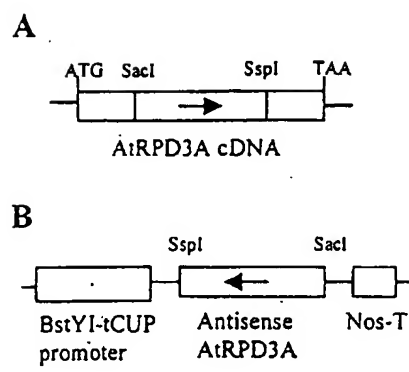 A
ATG SacI SspI TAA
AtRPD3A cDNA
B
SspI SacI
BstYI-tCUP Antisense Nos-T
promoter AtRPD3A